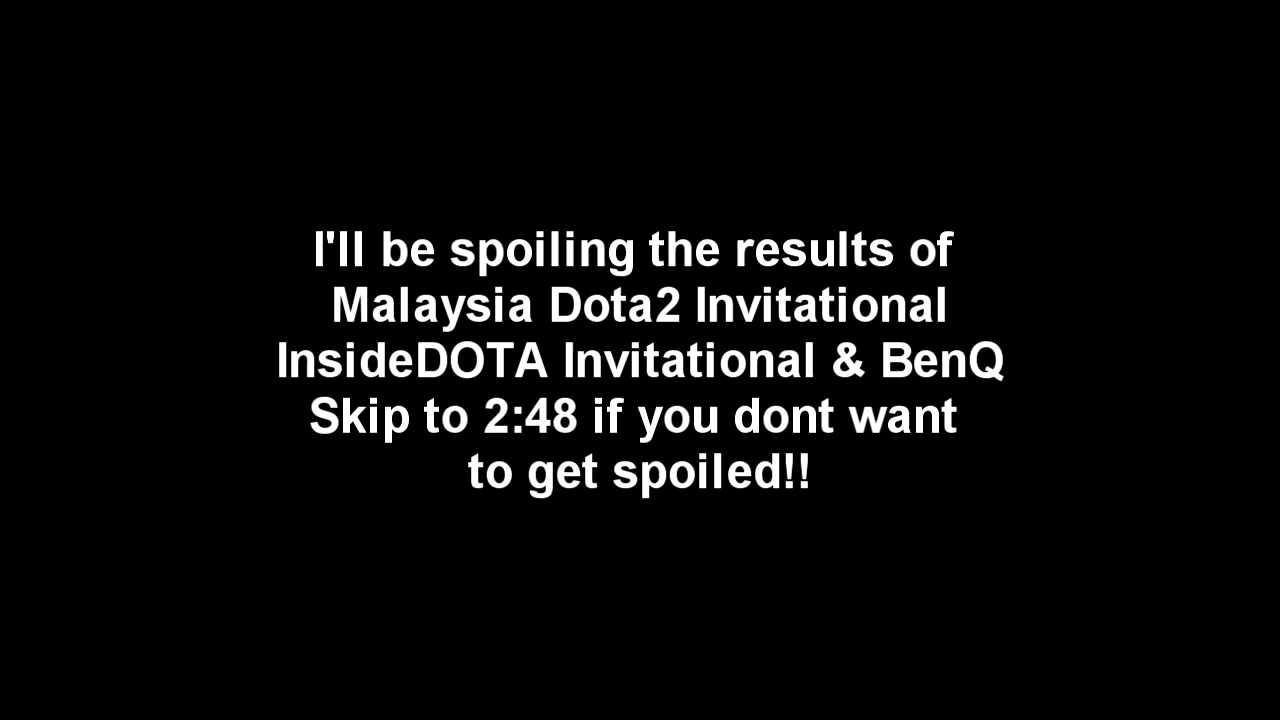 I'll be spoiling the results of
Malaysia Dota2 Invitational
InsideDOTA Invitational & BenQ
Skip to 2:48 if you dont want
to get spoiled!!